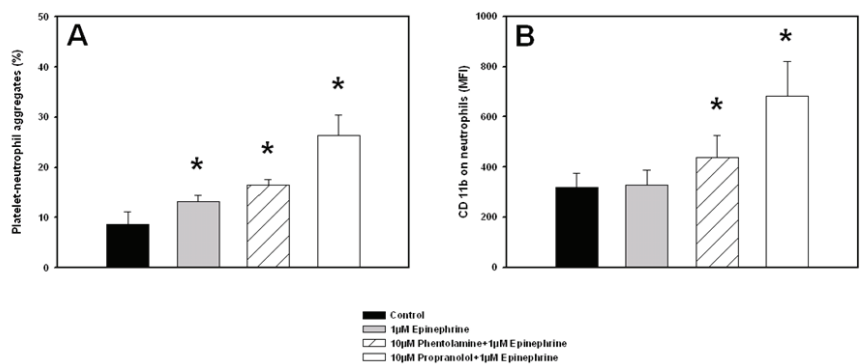 A
Platelet-neutrophil aggregates (%)
50
40
30
20
10
0
*
*
*
B
CD 11b on neutrophils (MFI)
1000
800
600
400
200
0
*
*
Control
1µM Epinephrine
10µM Phentolamine+1µM Epinephrine
10µM Propranolol+1µM Epinephrine